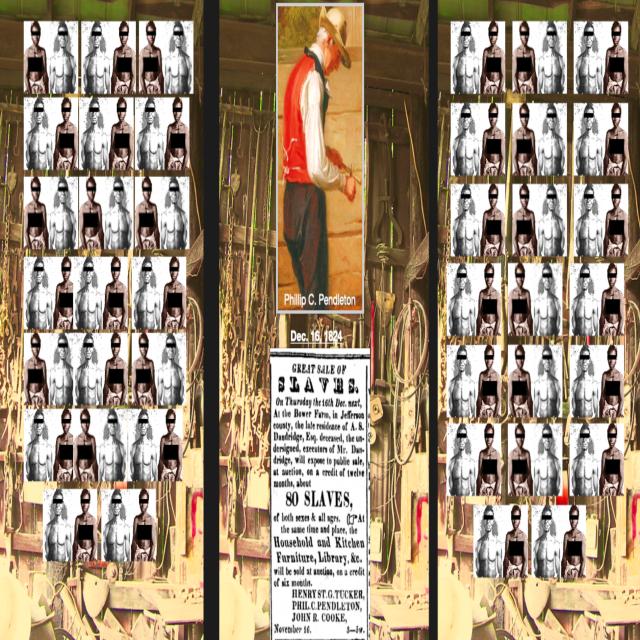 Phillip C. Pendleton
Dec. 16, 1824
GREAT SALE OF
SLAVES.
On Thursday the 16th Dec. next,
At the Bower Farm, in Jefferson
county, the late residence of A. S.
Dandridge, Esq. deceased, the un-
dersigned, executors of Mr. Dan-
dridge, will expose to public sale,
at auction, on a credit of twelve
months, about
80 SLAVES,
of both sexes & all ages. ☞At
the same time and place, the
Household and Kitchen
Furniture, Library, &c.
will be sold at auction, on a credit
of six months.
HENRY ST. G. TUCKER,
PHIL. C. PENDLETON,
JOHN R. COOKE,
November 16. 3—3w.